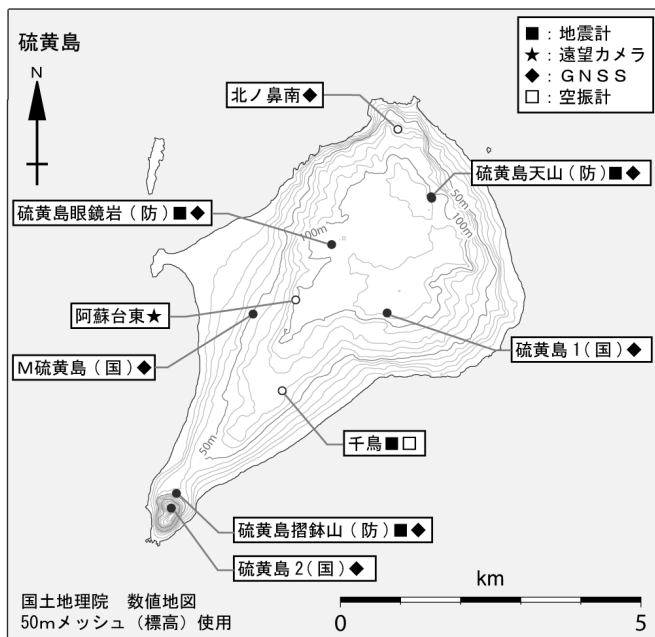 硫黄島
■：地震計
★：遠望カメラ
◆：ＧＮＳＳ
□：空振計
N
北ノ鼻南◆
硫黄島天山（防）■◆
硫黄島眼鏡岩（防）■◆
50m
100m
100m
阿蘇台東★
硫黄島1(国)◆
M硫黄島（国）◆
千鳥■□
50m
硫黄島摺鉢山（防）■◆
硫黄島2(国)◆
国土地理院　数値地図
50mメッシュ（標高）使用
km
0
5